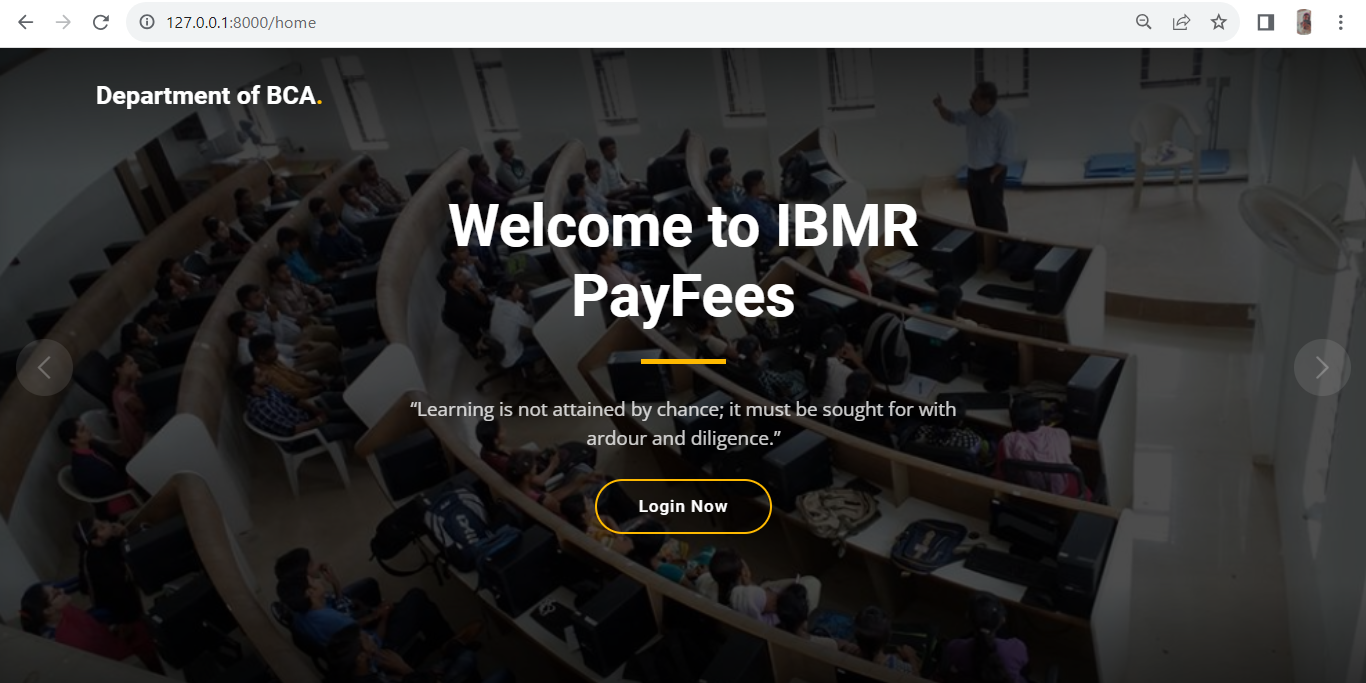 127.0.0.1:8000/home
Department of BCA.
Welcome to IBMR
PayFees
“Learning is not attained by chance; it must be sought for with
ardour and diligence.”
Login Now